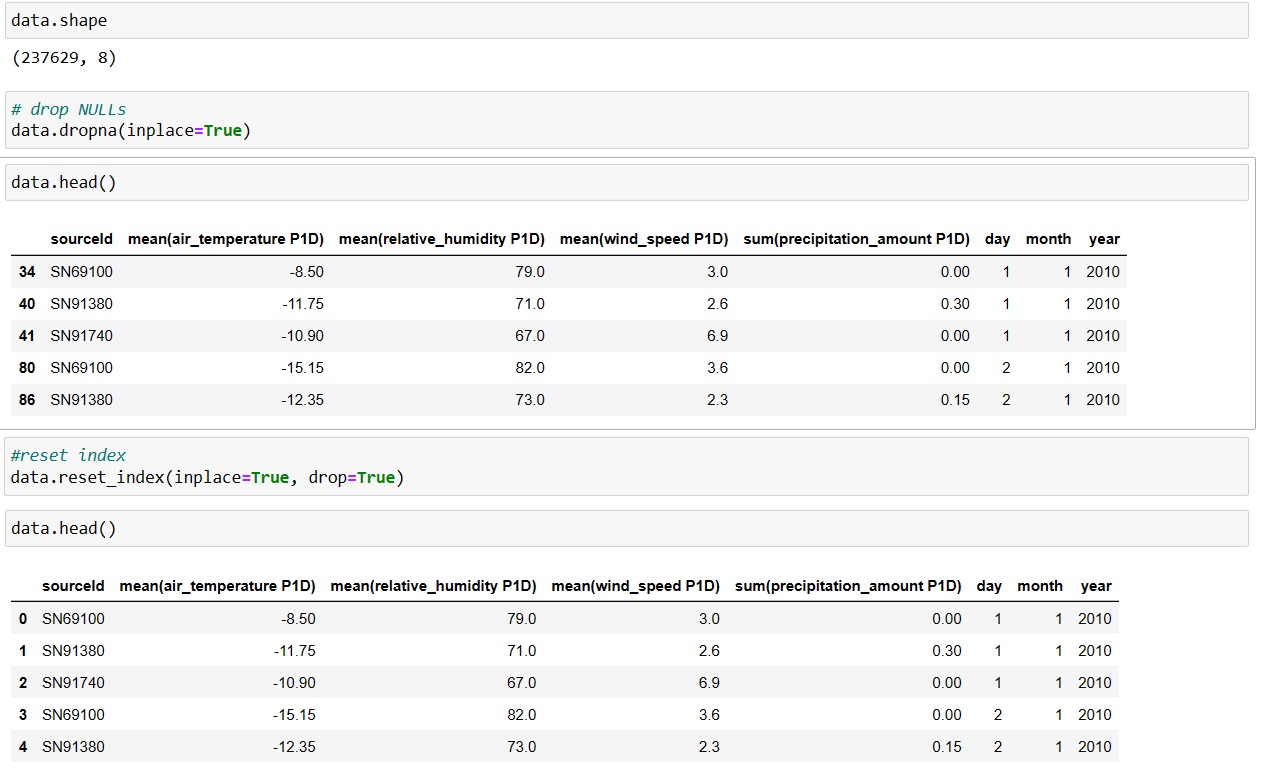 data.shape
(237629, 8)
# drop NULLs
data.dropna(inplace=True)
data.head()
sourceId mean(air_temperature P1D) mean(relative_humidity P1D) mean(wind_speed P1D) sum(precipitation_amount P1D) day month year
34 SN69100 -8.50 79.0 3.0 0.00 1 1 2010
40 SN91380 -11.75 71.0 2.6 0.30 1 1 2010
41 SN91740 -10.90 67.0 6.9 0.00 1 1 2010
80 SN69100 -15.15 82.0 3.6 0.00 2 1 2010
86 SN91380 -12.35 73.0 2.3 0.15 2 1 2010
#reset index
data.reset_index(inplace=True, drop=True)
data.head()
sourceId mean(air_temperature P1D) mean(relative_humidity P1D) mean(wind_speed P1D) sum(precipitation_amount P1D) day month year
0 SN69100 -8.50 79.0 3.0 0.00 1 1 2010
1 SN91380 -11.75 71.0 2.6 0.30 1 1 2010
2 SN91740 -10.90 67.0 6.9 0.00 1 1 2010
3 SN69100 -15.15 82.0 3.6 0.00 2 1 2010
4 SN91380 -12.35 73.0 2.3 0.15 2 1 2010